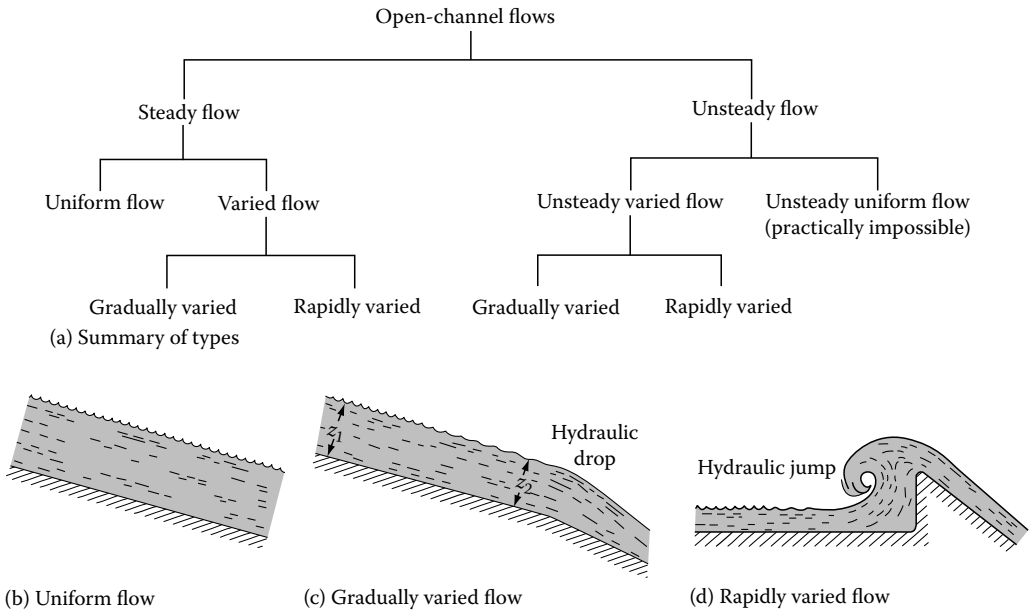 Open-channel flows
Steady flow
Unsteady flow
Uniform flow
Varied flow
Unsteady varied flow
Unsteady uniform flow
(practically impossible)
Gradually varied
Rapidly varied
Gradually varied
Rapidly varied
(a) Summary of types
z1
z2
Hydraulic
drop
Hydraulic jump
(b) Uniform flow
(c) Gradually varied flow
(d) Rapidly varied flow